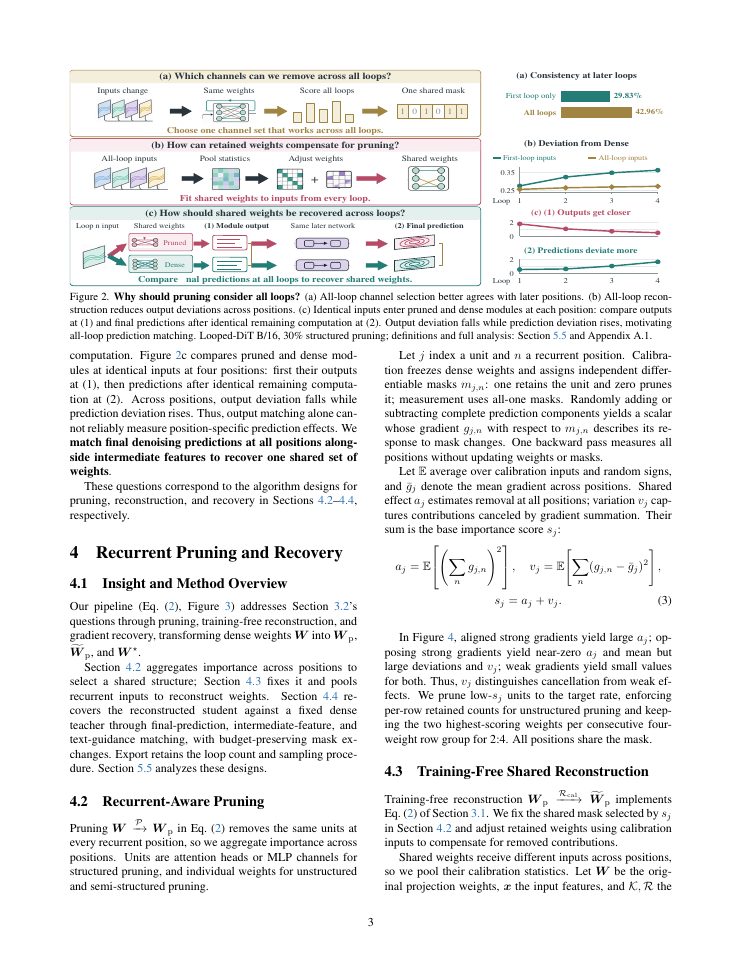 (a) Which channels can we remove across all loops?
Inputs change Same weights Score all loops One shared mask
1 0 1 0 1 1
Choose one channel set that works across all loops.
(b) How can retained weights compensate for pruning?
All-loop inputs Pool statistics Adjust weights Shared weights
+
Fit shared weights to inputs from every loop.
(c) How should shared weights be recovered across loops?
Loop n input Shared weights (1) Module output Same later network (2) Final prediction
Pruned
Dense
Compare nal predictions at all loops to recover shared weights.
(a) Consistency at later loops
First loop only 29.83%
All loops 42.96%
(b) Deviation from Dense
First-loop inputs All-loop inputs
0.35
0.25
Loop 1 2 3 4
(c) (1) Outputs get closer
2
0
(2) Predictions deviate more
2
0
Loop 1 2 3 4
Figure 2. Why should pruning consider all loops? (a) All-loop channel selection better agrees with later positions. (b) All-loop recon-
struction reduces output deviations across positions. (c) Identical inputs enter pruned and dense modules at each position: compare outputs
at (1) and final predictions after identical remaining computation at (2). Output deviation falls while prediction deviation rises, motivating
all-loop prediction matching. Looped-DiT B/16, 30% structured pruning; definitions and full analysis: Section 5.5 and Appendix A.1.
computation. Figure 2c compares pruned and dense mod-
ules at identical inputs at four positions: first their outputs
at (1), then predictions after identical remaining computa-
tion at (2). Across positions, output deviation falls while
prediction deviation rises. Thus, output matching alone can-
not reliably measure position-specific prediction effects. We
match final denoising predictions at all positions along-
side intermediate features to recover one shared set of
weights.
These questions correspond to the algorithm designs for
pruning, reconstruction, and recovery in Sections 4.2–4.4,
respectively.
4 Recurrent Pruning and Recovery
4.1 Insight and Method Overview
Our pipeline (Eq. (2), Figure 3) addresses Section 3.2's
questions through pruning, training-free reconstruction, and
gradient recovery, transforming dense weights W into W_p,
W̃_p, and W⋆.
Section 4.2 aggregates importance across positions to
select a shared structure; Section 4.3 fixes it and pools
recurrent inputs to reconstruct weights. Section 4.4 re-
covers the reconstructed student against a fixed dense
teacher through final-prediction, intermediate-feature, and
text-guidance matching, with budget-preserving mask ex-
changes. Export retains the loop count and sampling proce-
dure. Section 5.5 analyzes these designs.
4.2 Recurrent-Aware Pruning
Pruning W →^P W_p in Eq. (2) removes the same units at
every recurrent position, so we aggregate importance across
positions. Units are attention heads or MLP channels for
structured pruning, and individual weights for unstructured
and semi-structured pruning.
Let j index a unit and n a recurrent position. Calibra-
tion freezes dense weights and assigns independent differ-
entiable masks m_{j,n}: one retains the unit and zero prunes
it; measurement uses all-one masks. Randomly adding or
subtracting complete prediction components yields a scalar
whose gradient g_{j,n} with respect to m_{j,n} describes its re-
sponse to mask changes. One backward pass measures all
positions without updating weights or masks.
Let 𝔼 average over calibration inputs and random signs,
and ḡ_j denote the mean gradient across positions. Shared
effect a_j estimates removal at all positions; variation v_j cap-
tures contributions canceled by gradient summation. Their
sum is the base importance score s_j:
a_j = 𝔼[(∑_n g_{j,n})^2], v_j = 𝔼[∑_n (g_{j,n} − ḡ_j)^2],
s_j = a_j + v_j. (3)
In Figure 4, aligned strong gradients yield large a_j; op-
posing strong gradients yield near-zero a_j and mean but
large deviations and v_j; weak gradients yield small values
for both. Thus, v_j distinguishes cancellation from weak ef-
fects. We prune low-s_j units to the target rate, enforcing
per-row retained counts for unstructured pruning and keep-
ing the two highest-scoring weights per consecutive four-
weight row group for 2:4. All positions share the mask.
4.3 Training-Free Shared Reconstruction
Training-free reconstruction W_p →^{R_cal} W̃_p implements
Eq. (2) of Section 3.1. We fix the shared mask selected by s_j
in Section 4.2 and adjust retained weights using calibration
inputs to compensate for removed contributions.
Shared weights receive different inputs across positions,
so we pool their calibration statistics. Let W be the orig-
inal projection weights, x the input features, and K, R the
3